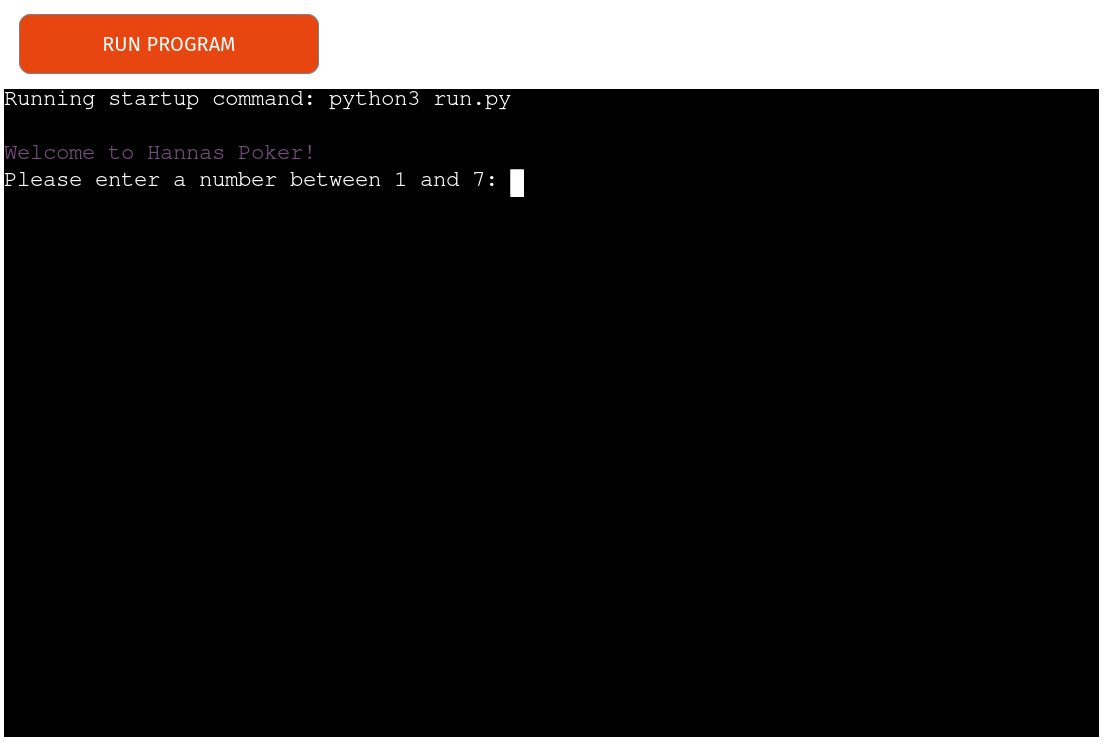 RUN PROGRAM
Running startup command: python3 run.py
Welcome to Hannas Poker!
Please enter a number between 1 and 7: